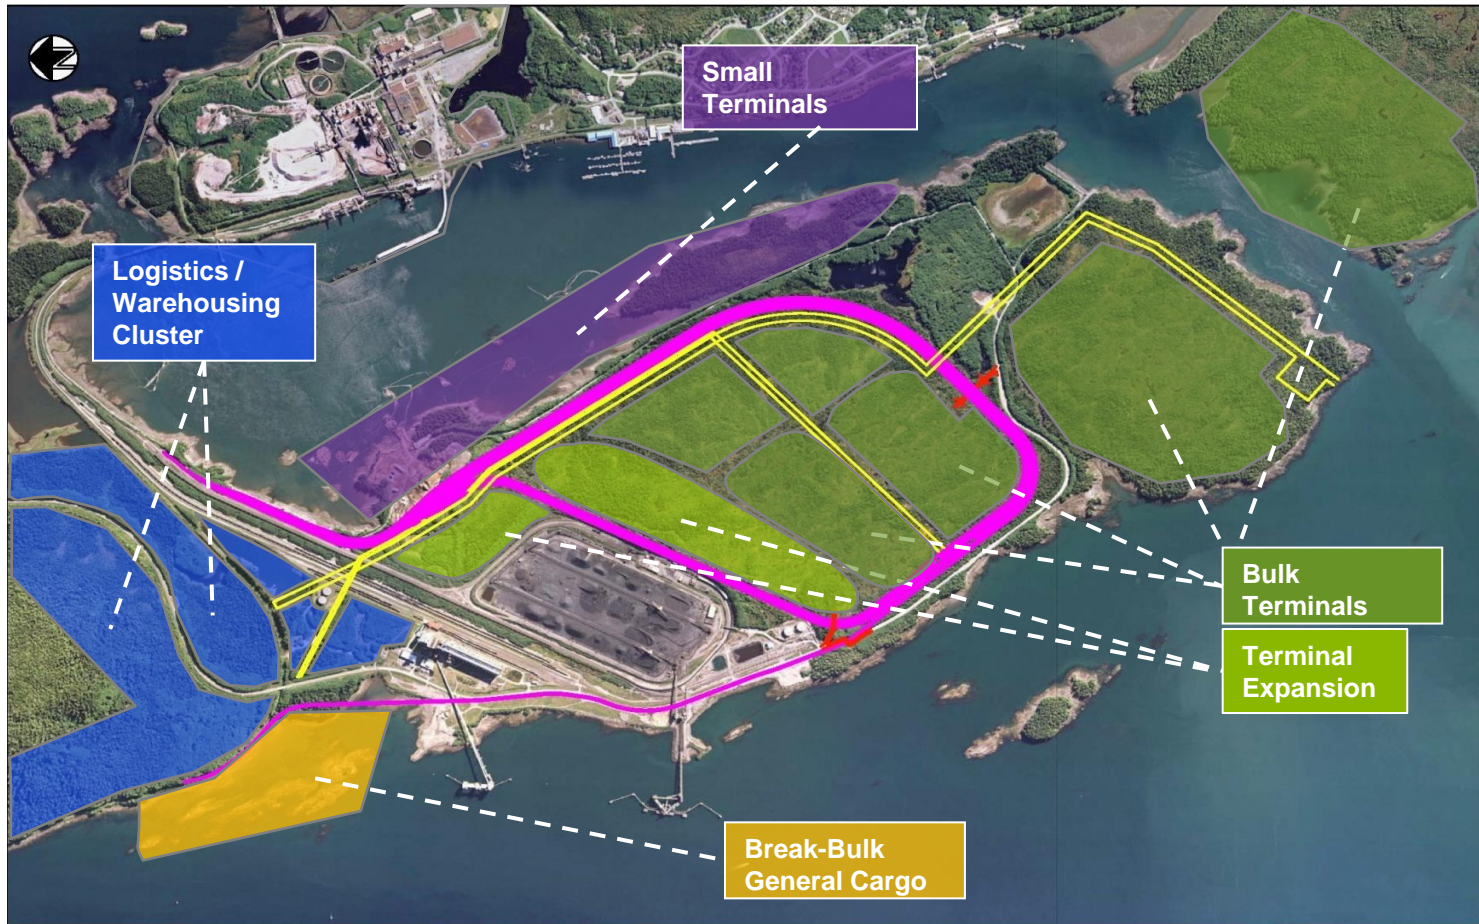 Small
Terminals
Logistics /
Warehousing
Cluster
Bulk
Terminals
Terminal
Expansion
Break-Bulk
General Cargo